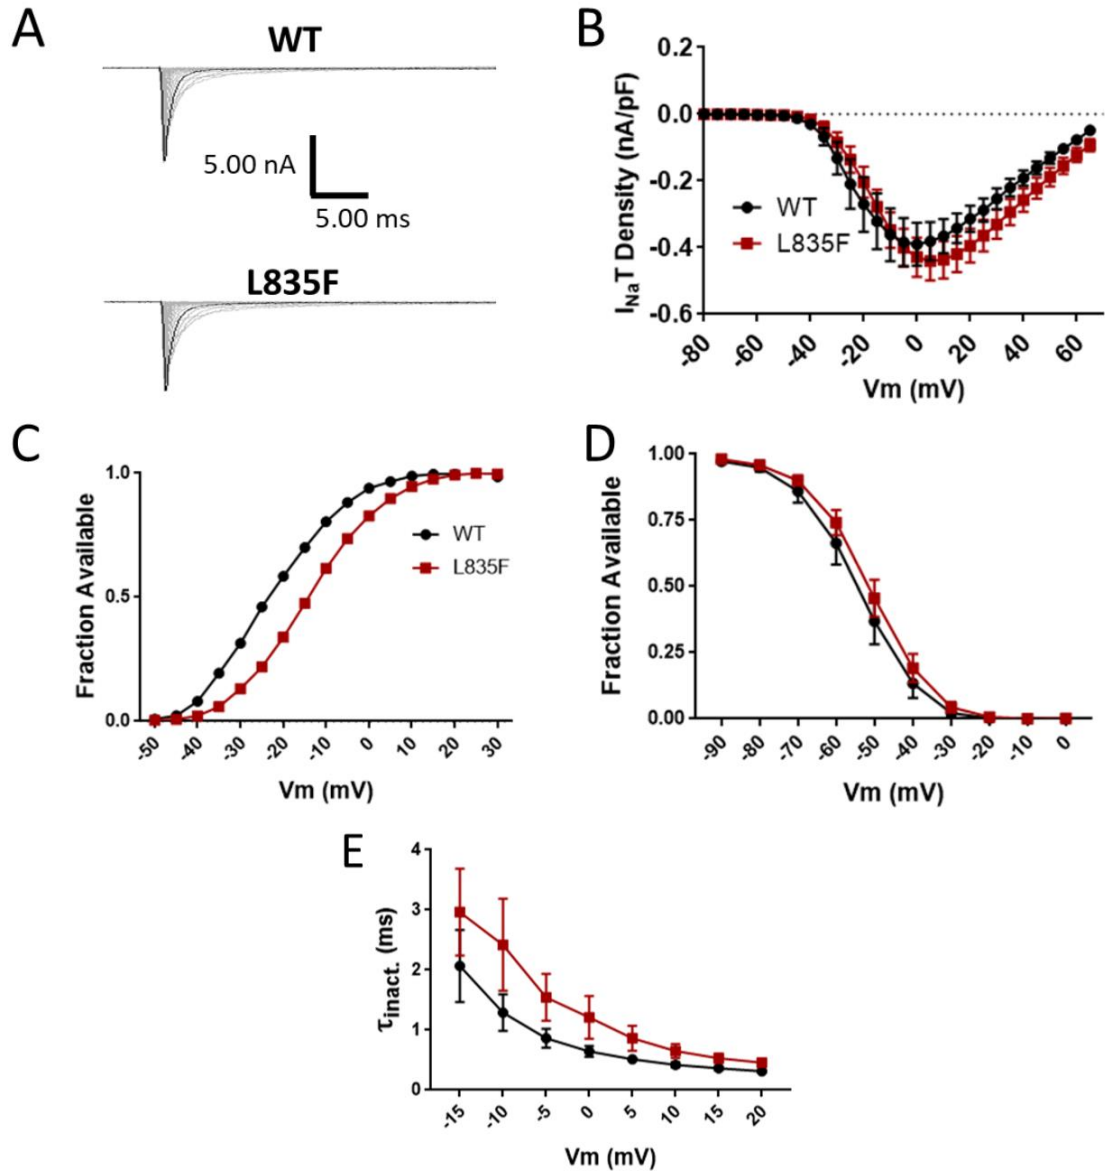 A
WT
5.00 nA
5.00 ms
L835F
B
0.2
0.0
-0.2
-0.4
-0.6
I_Na T Density (nA/pF)
WT
L835F
-80 -60 -40 -20 0 20 40 60
Vm (mV)
C
1.0
0.5
0.0
Fraction Available
WT
L835F
-50 -40 -30 -20 -10 0 10 20 30
Vm (mV)
D
1.00
0.75
0.50
0.25
0.00
Fraction Available
-90 -80 -70 -60 -50 -40 -30 -20 -10 0
Vm (mV)
E
4
3
2
1
0
τinact. (ms)
-15 -10 -5 0 5 10 15 20
Vm (mV)